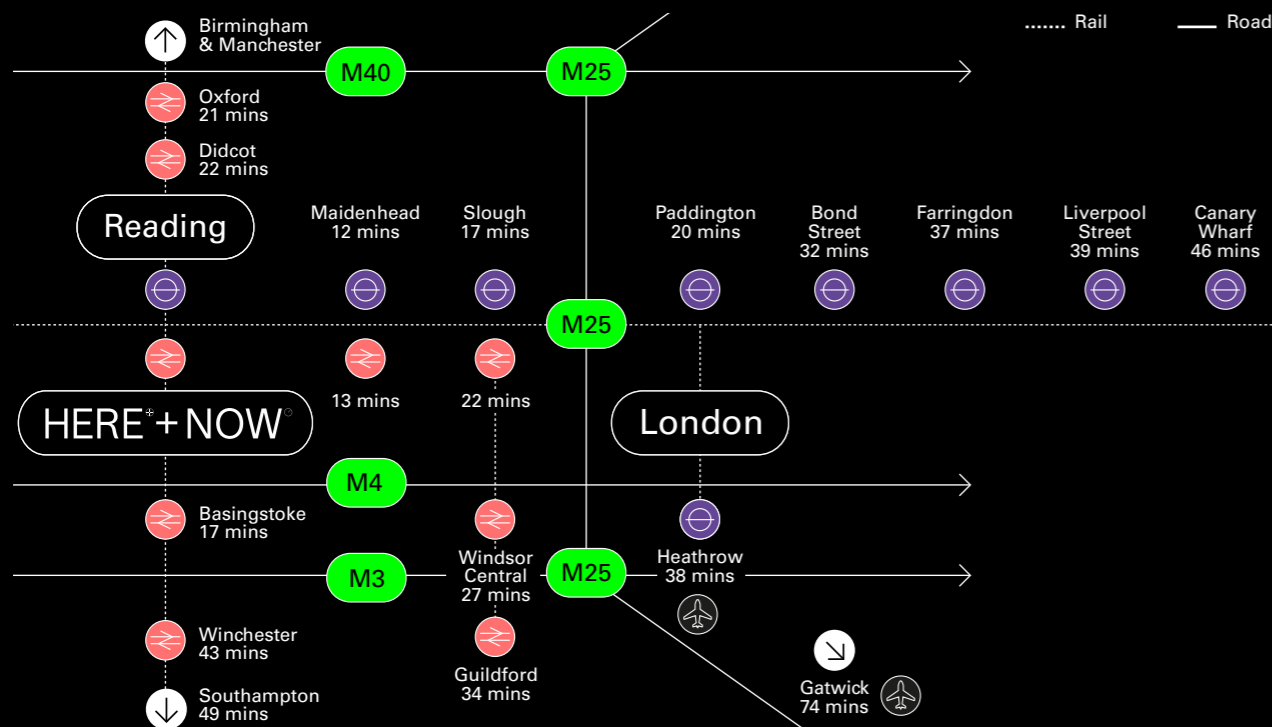 Birmingham
& Manchester
Rail
Road
M40
M25
Oxford
21 mins
Didcot
22 mins
Reading
Maidenhead
12 mins
Slough
17 mins
Paddington
20 mins
Bond
Street
32 mins
Farringdon
37 mins
Liverpool
Street
39 mins
Canary
Wharf
46 mins
M25
13 mins
22 mins
HERE + NOW
London
M4
Basingstoke
17 mins
Windsor
Central
27 mins
M3
M25
Heathrow
38 mins
Winchester
43 mins
Guildford
34 mins
Southampton
49 mins
Gatwick
74 mins